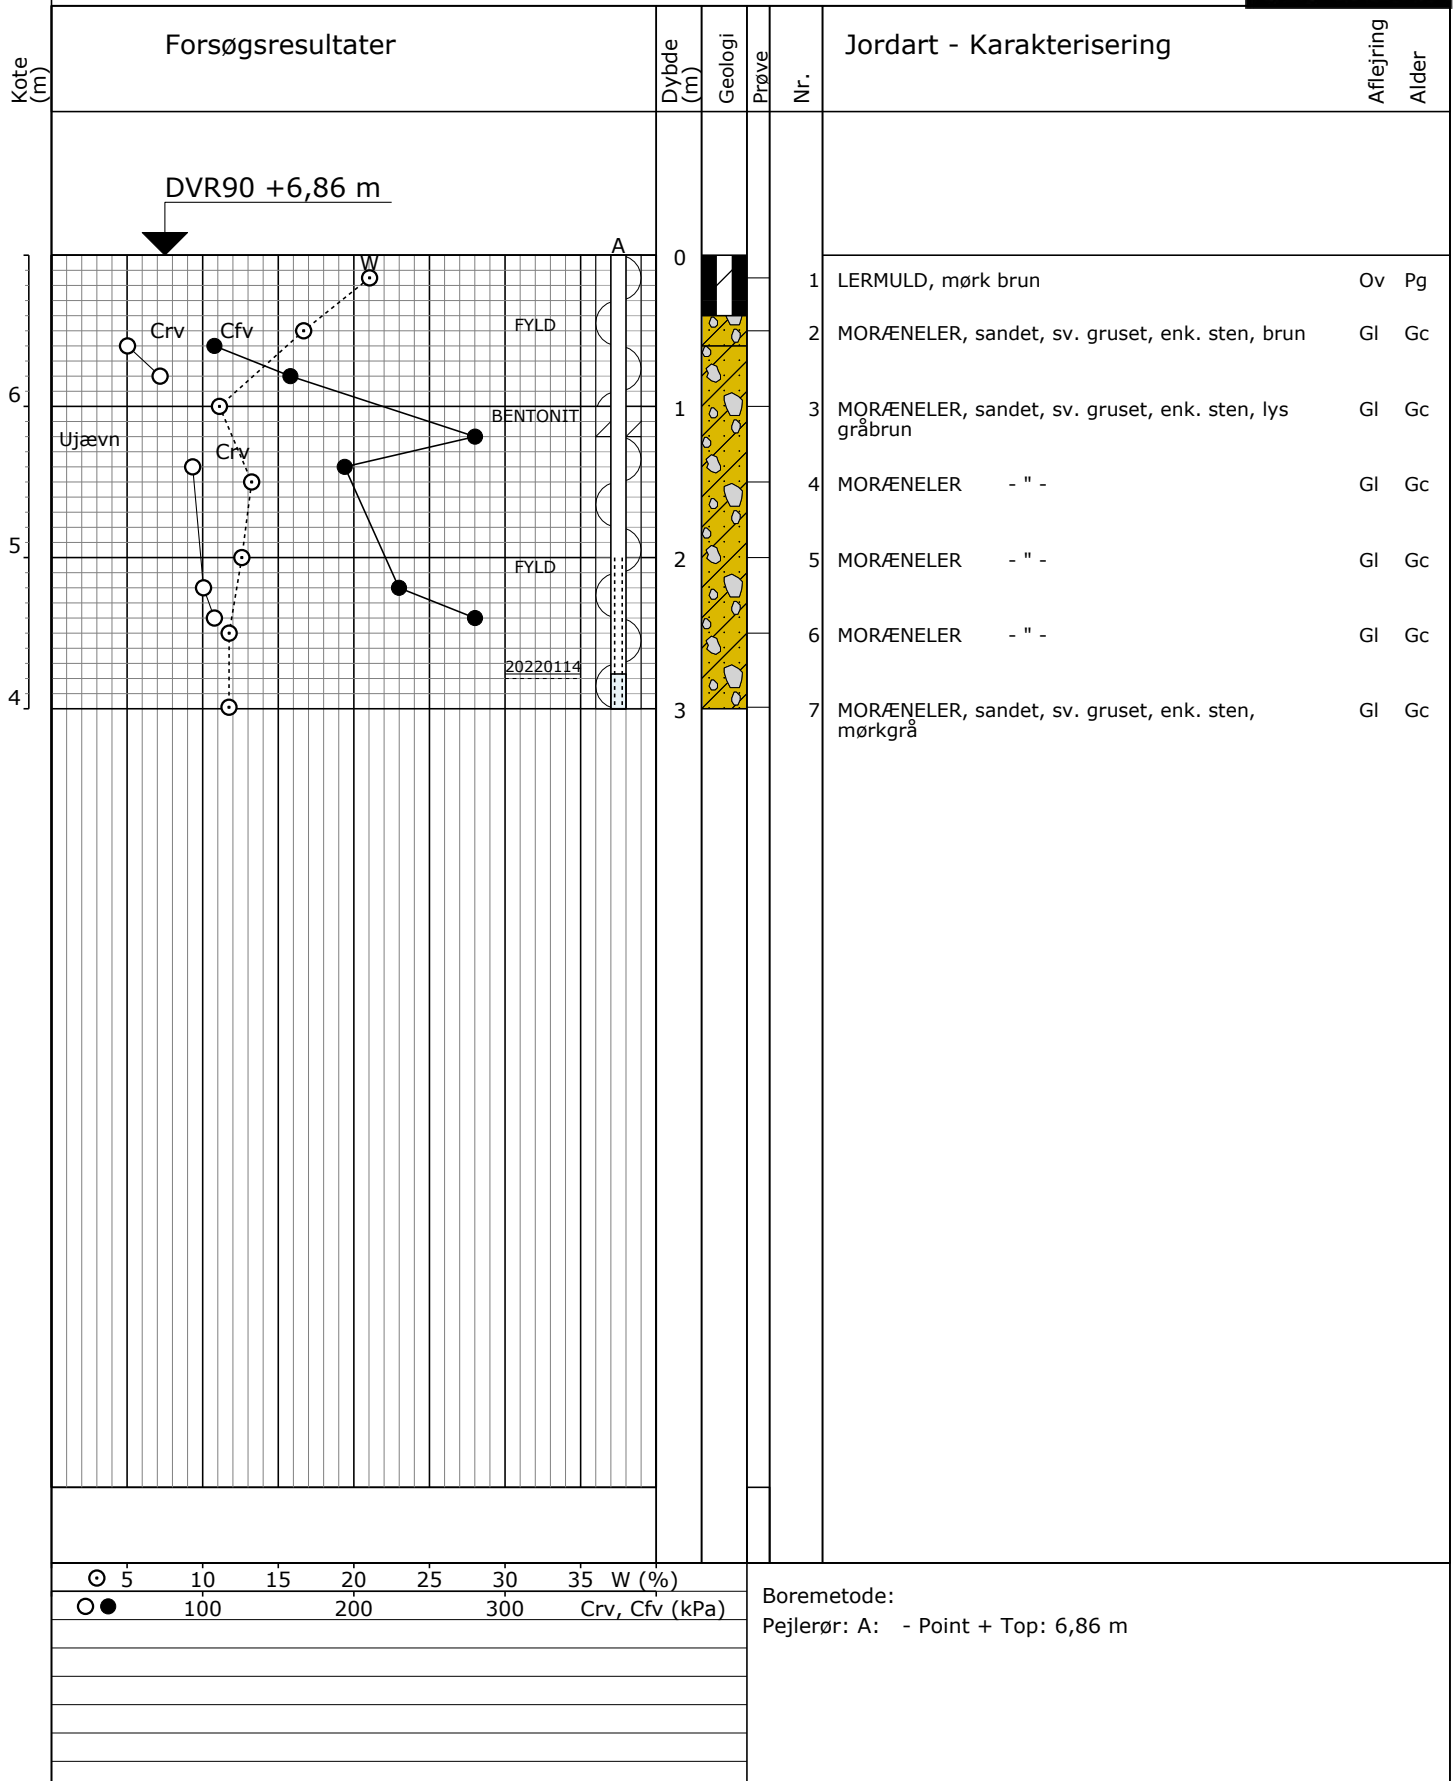 Kote (m)
Forsøgsresultater
Dybde (m)
Geologi
Prøve
Nr.
Jordart - Karakterisering
Aflejring
Alder
DVR90 +6,86 m
A
W
0
1 LERMULD, mørk brun Ov Pg
FYLD
Crv Cfv
2 MORÆNELER, sandet, sv. gruset, enk. sten, brun Gl Gc
6
1
BENTONIT
3 MORÆNELER, sandet, sv. gruset, enk. sten, lys Gl Gc
gråbrun
Ujævn
Crv
4 MORÆNELER - " - Gl Gc
5
2
FYLD
5 MORÆNELER - " - Gl Gc
6 MORÆNELER - " - Gl Gc
20220114
4
3
7 MORÆNELER, sandet, sv. gruset, enk. sten, Gl Gc
mørkgrå
5 10 15 20 25 30 35 W (%)
100 200 300 Crv, Cfv (kPa)
Boremetode:
Pejlerør: A: - Point + Top: 6,86 m